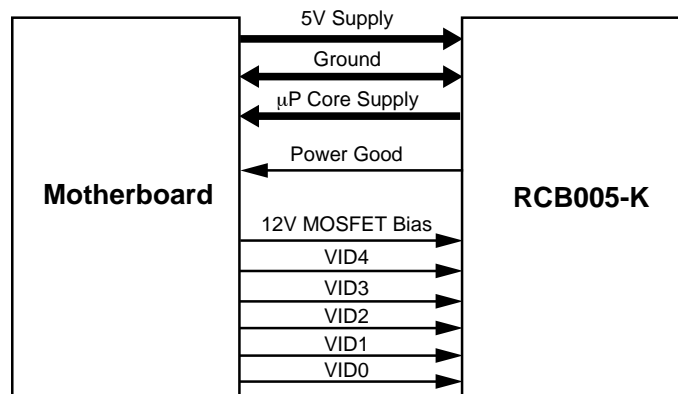 5V Supply
Ground
μP Core Supply
Power Good
Motherboard
RCB005-K
12V MOSFET Bias
VID4
VID3
VID2
VID1
VID0